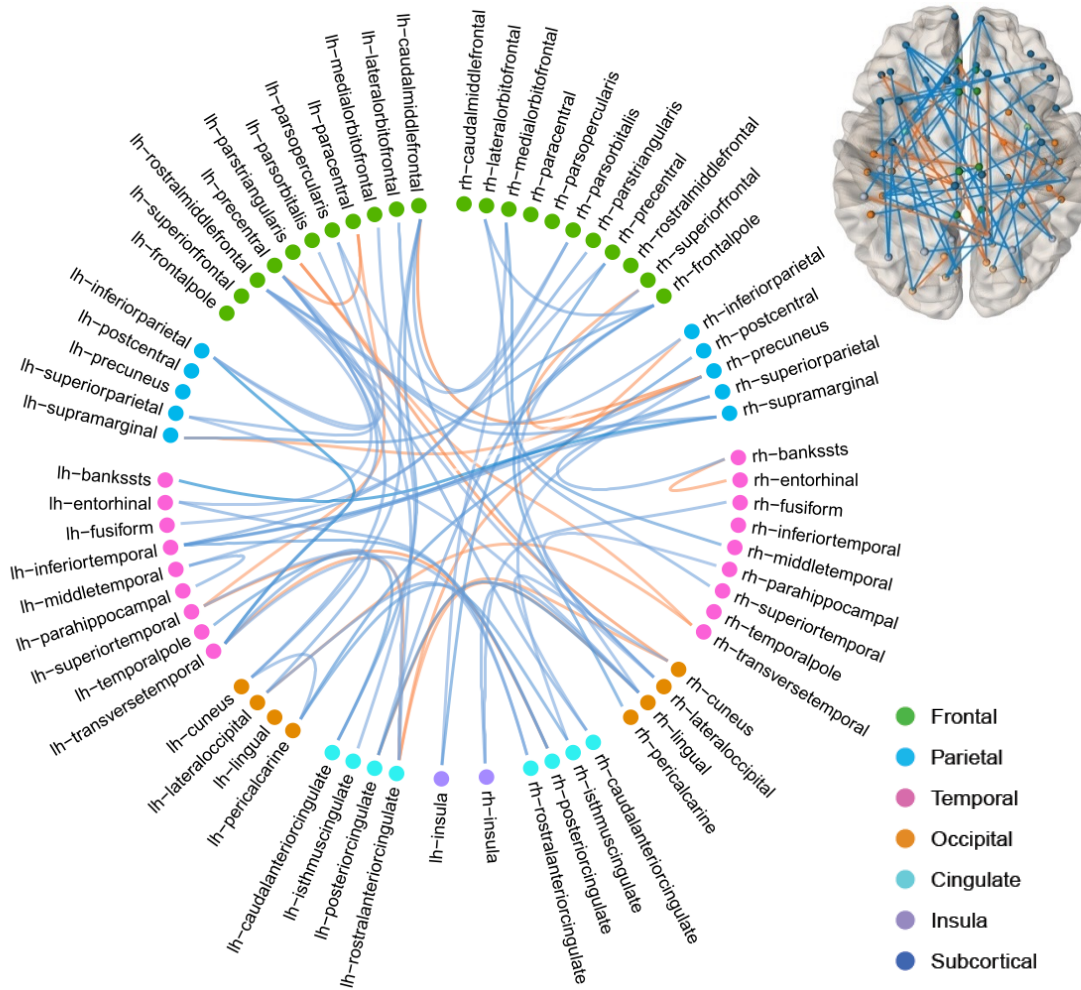 lh−caudalmiddlefrontal
lh−lateralorbitofrontal
lh−medialorbitofrontal
lh−paracentral
lh−parsopercularis
lh−parsorbitalis
lh−parstriangularis
lh−precentral
lh−rostralmiddlefrontal
lh−superiorfrontal
lh−frontalpole
lh−inferiorparietal
lh−postcentral
lh−precuneus
lh−superiorparietal
lh−supramarginal
lh−bankssts
lh−entorhinal
lh−fusiform
lh−inferiortemporal
lh−middletemporal
lh−parahippocampal
lh−superiortemporal
lh−temporalpole
lh−transversetemporal
lh−cuneus
lh−lateraloccipital
lh−lingual
lh−pericalcarine
lh−caudalanteriorcingulate
lh−isthmuscingulate
lh−posteriorcingulate
lh−rostralanteriorcingulate
lh−insula
rh−caudalmiddlefrontal
rh−lateralorbitofrontal
rh−medialorbitofrontal
rh−paracentral
rh−parsopercularis
rh−parsorbitalis
rh−parstriangularis
rh−precentral
rh−rostralmiddlefrontal
rh−superiorfrontal
rh−frontalpole
rh−inferiorparietal
rh−postcentral
rh−precuneus
rh−superiorparietal
rh−supramarginal
rh−bankssts
rh−entorhinal
rh−fusiform
rh−inferiortemporal
rh−middletemporal
rh−parahippocampal
rh−superiortemporal
rh−temporalpole
rh−transversetemporal
rh−cuneus
rh−lateraloccipital
rh−lingual
rh−pericalcarine
rh−caudalanteriorcingulate
rh−isthmuscingulate
rh−posteriorcingulate
rh−rostralanteriorcingulate
rh−insula
Frontal
Parietal
Temporal
Occipital
Cingulate
Insula
Subcortical